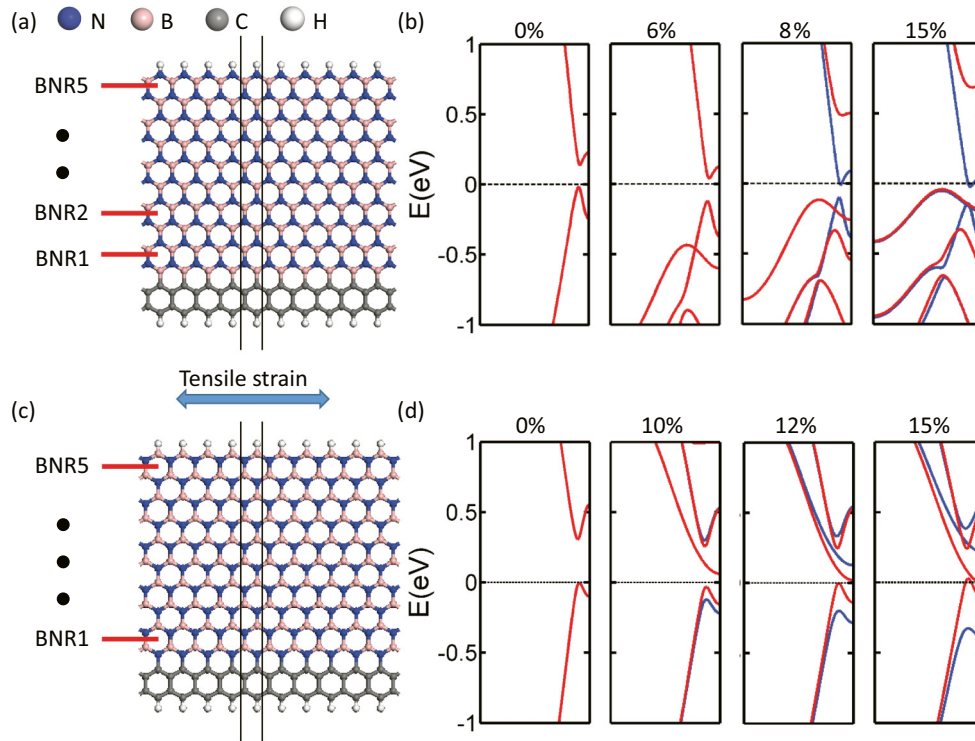 (a) N B C H
BNR5
BNR2
BNR1
(b) 0% 6% 8% 15%
E(eV)
1
0.5
0
-0.5
-1
Tensile strain
(c)
BNR5
BNR1
(d) 0% 10% 12% 15%
E(eV)
1
0.5
0
-0.5
-1